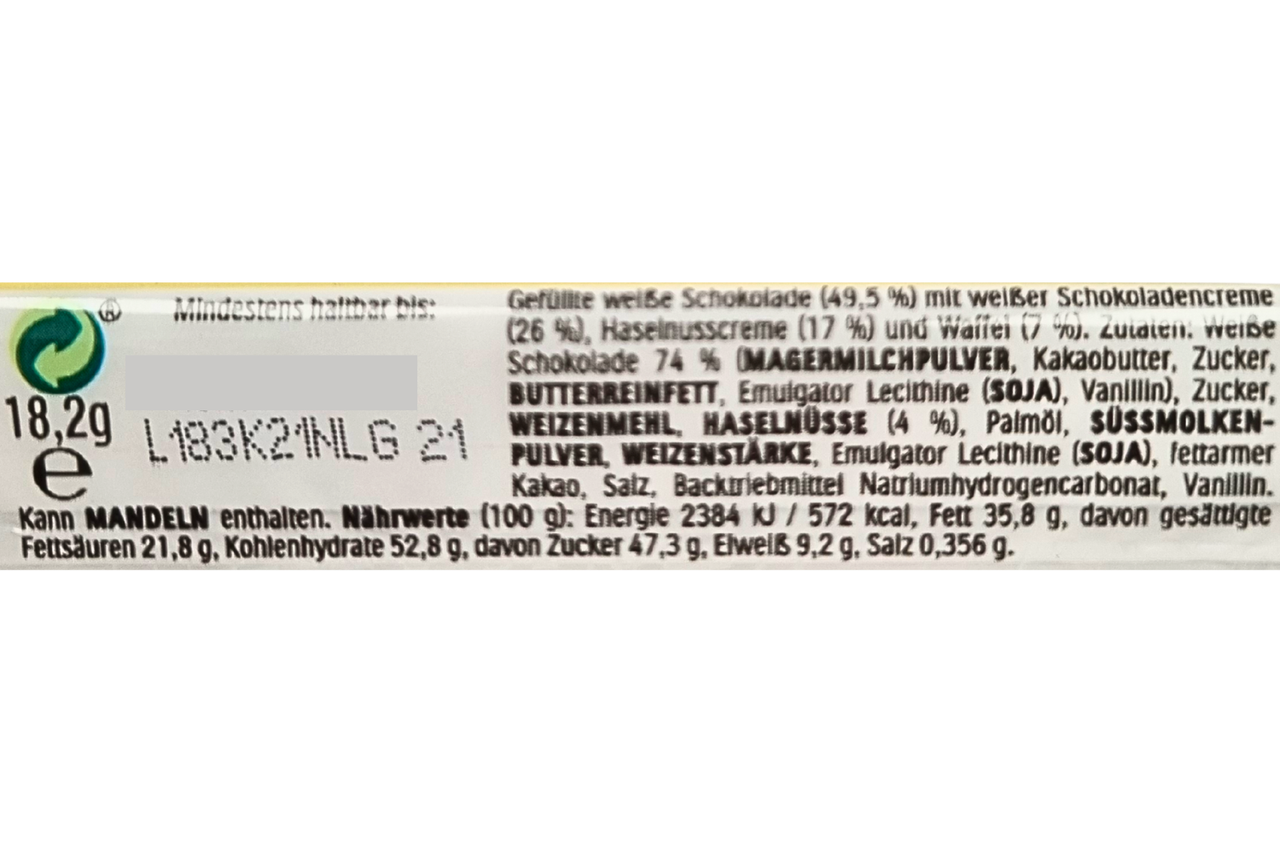 ®
Mindestens haltbar bis:
18,2g
e
L183K21NLG 21
Gefüllte weiße Schokolade (49,5 %) mit weißer Schokoladencreme
(26 %), Haselnusscreme (17 %) und Waffel (7 %). Zutaten: Weiße
Schokolade 74 % (MAGERMILCHPULVER, Kakaobutter, Zucker,
BUTTERREINFETT, Emulgator Lecithine (SOJA), Vanillin), Zucker,
WEIZENMEHL, HASELNÜSSE (4 %), Palmöl, SÜSSMOLKEN-
PULVER, WEIZENSTÄRKE, Emulgator Lecithine (SOJA), fettarmer
Kakao, Salz, Backtriebmittel Natriumhydrogencarbonat, Vanillin.
Kann MANDELN enthalten. Nährwerte (100 g): Energie 2384 kJ / 572 kcal, Fett 35,8 g, davon gesättigte
Fettsäuren 21,8 g, Kohlenhydrate 52,8 g, davon Zucker 47,3 g, Eiweiß 9,2 g, Salz 0,356 g.